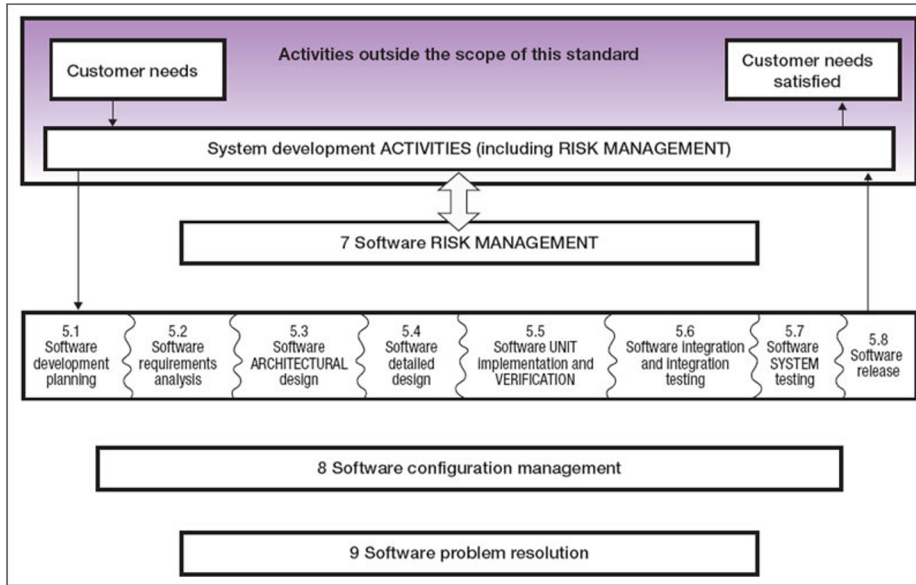 Activities outside the scope of this standard
Customer needs
Customer needs
satisfied
System development ACTIVITIES (including RISK MANAGEMENT)
7 Software RISK MANAGEMENT
5.1
Software
development
planning
5.2
Software
requirements
analysis
5.3
Software
ARCHITECTURAL
design
5.4
Software
detailed
design
5.5
Software UNIT
implementation and
VERIFICATION
5.6
Software integration
and integration
testing
5.7
Software
SYSTEM
testing
5.8
Software
release
8 Software configuration management
9 Software problem resolution